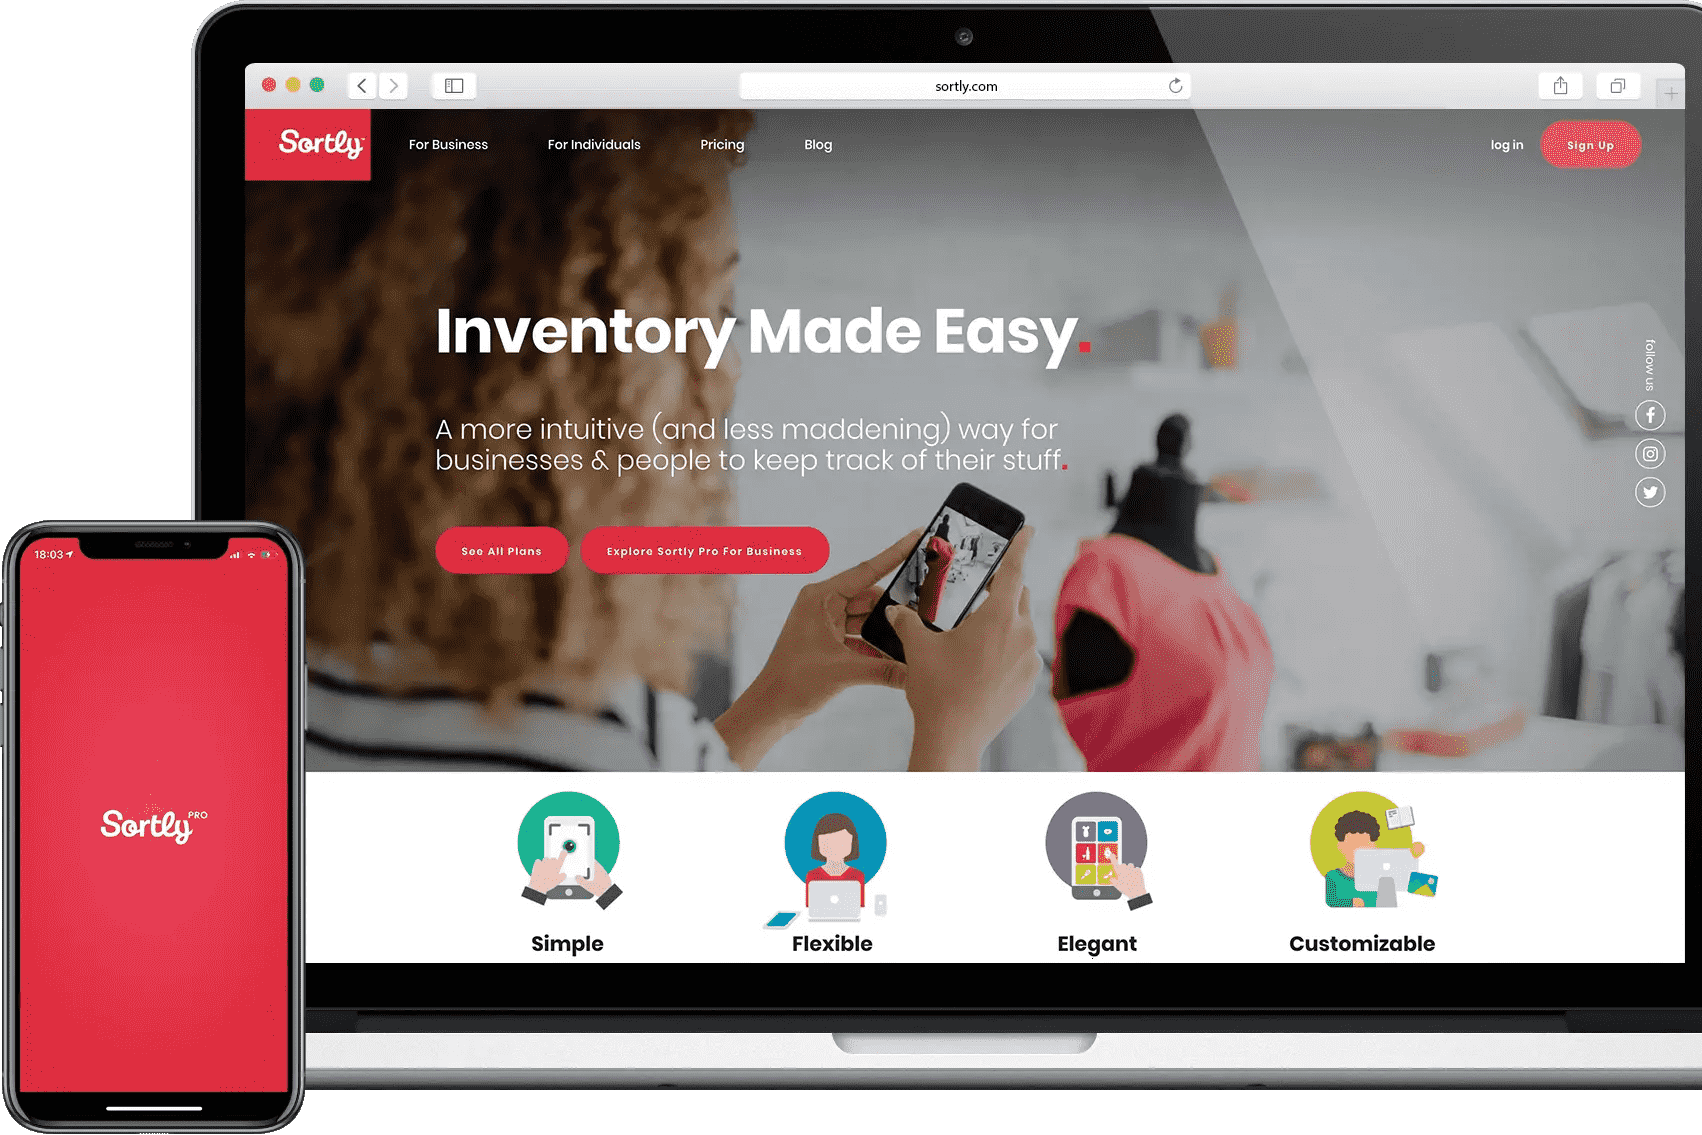 sortly.com
Sortly
For Business
For Individuals
Pricing
Blog
log in
Sign Up
Inventory Made Easy.
A more intuitive (and less maddening) way for
businesses & people to keep track of their stuff.
See All Plans
Explore Sortly Pro For Business
follow us
Simple
Flexible
Elegant
Customizable
18:03
Sortly PRO